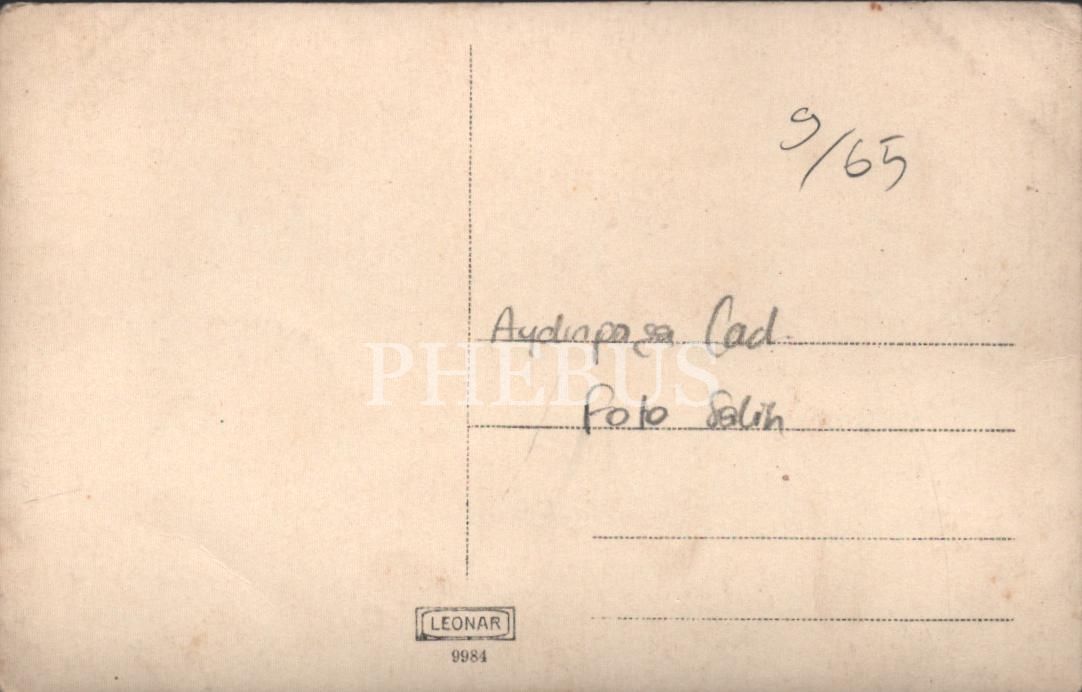 9/65
Aydınpaşa Cad.
Foto Salih
PHEBUS
LEONAR
9984